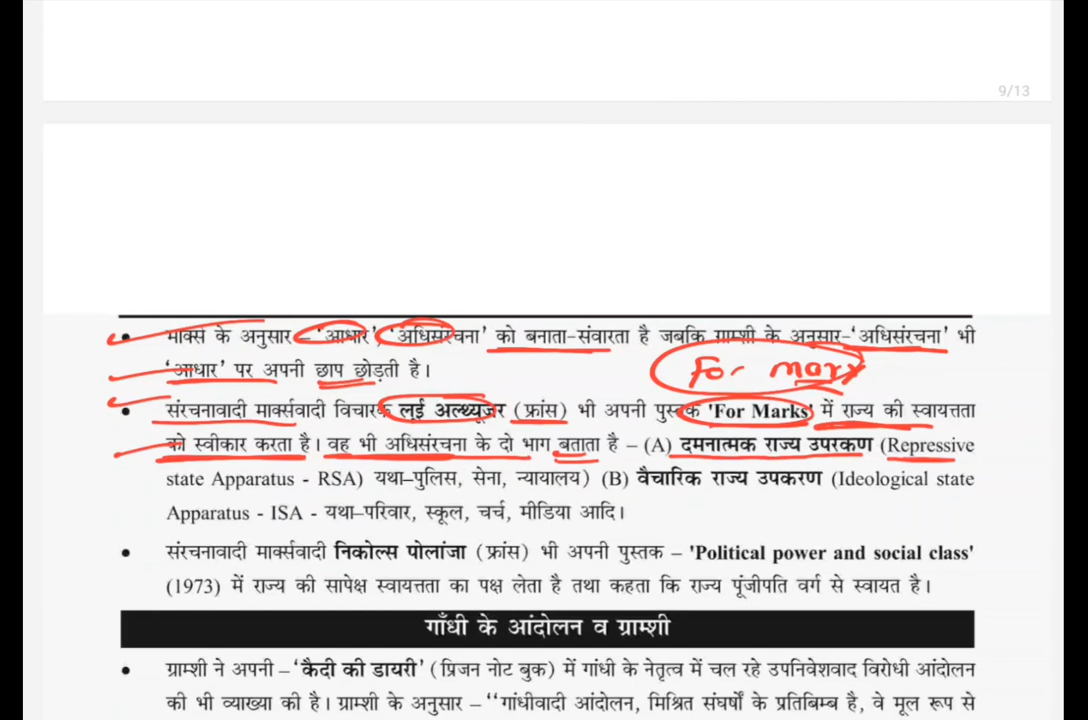 9/13
• मार्क्स के अनुसार – 'आधार', 'अधिसंरचना' को बनाता-संवारता है जबकि ग्राम्शी के अनुसार-'अधिसंरचना' भी
'आधार' पर अपनी छाप छोड़ती है।
For marx
• संरचनावादी मार्क्सवादी विचारक लुई अल्थ्यूजर (फ्रांस) भी अपनी पुस्तक 'For Marks' में राज्य की स्वायत्तता
को स्वीकार करता है। वह भी अधिसंरचना के दो भाग बताता है – (A) दमनात्मक राज्य उपरकण (Repressive
state Apparatus - RSA) यथा–पुलिस, सेना, न्यायालय) (B) वैचारिक राज्य उपकरण (Ideological state
Apparatus - ISA - यथा–परिवार, स्कूल, चर्च, मीडिया आदि।
• संरचनावादी मार्क्सवादी निकोल्स पोलांजा (फ्रांस) भी अपनी पुस्तक – 'Political power and social class'
(1973) में राज्य की सापेक्ष स्वायत्तता का पक्ष लेता है तथा कहता कि राज्य पूंजीपति वर्ग से स्वायत है।
गाँधी के आंदोलन व ग्राम्शी
• ग्राम्शी ने अपनी –'कैदी की डायरी' (प्रिजन नोट बुक) में गांधी के नेतृत्व में चल रहे उपनिवेशवाद विरोधी आंदोलन
की भी व्याख्या की है। ग्राम्शी के अनुसार –"गांधीवादी आंदोलन, मिश्रित संघर्षों के प्रतिबिम्ब है, वे मूल रूप से